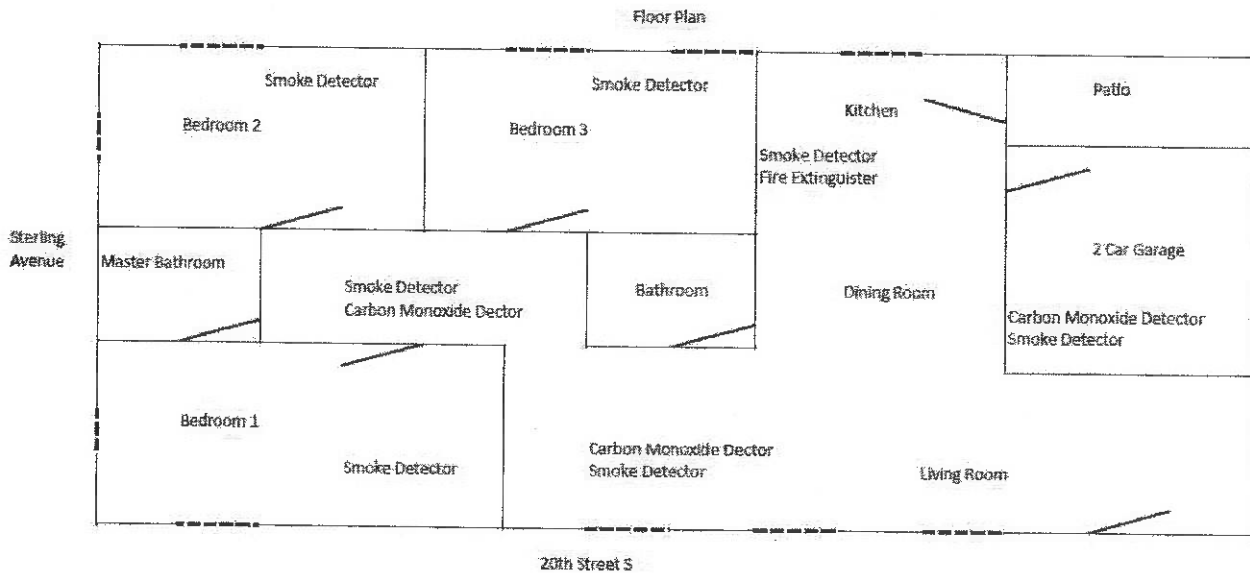 Floor Plan
Smoke Detector
Smoke Detector
Patio
Kitchen
Bedroom 2
Bedroom 3
Smoke Detector
Fire Extinguister
Sterling
Avenue
Master Bathroom
Smoke Detector
Carbon Monoxide Dector
Bathroom
Dining Room
2 Car Garage
Carbon Monoxide Detector
Smoke Detector
Bedroom 1
Smoke Detector
Carbon Monoxide Dector
Smoke Detector
Living Room
20th Street S